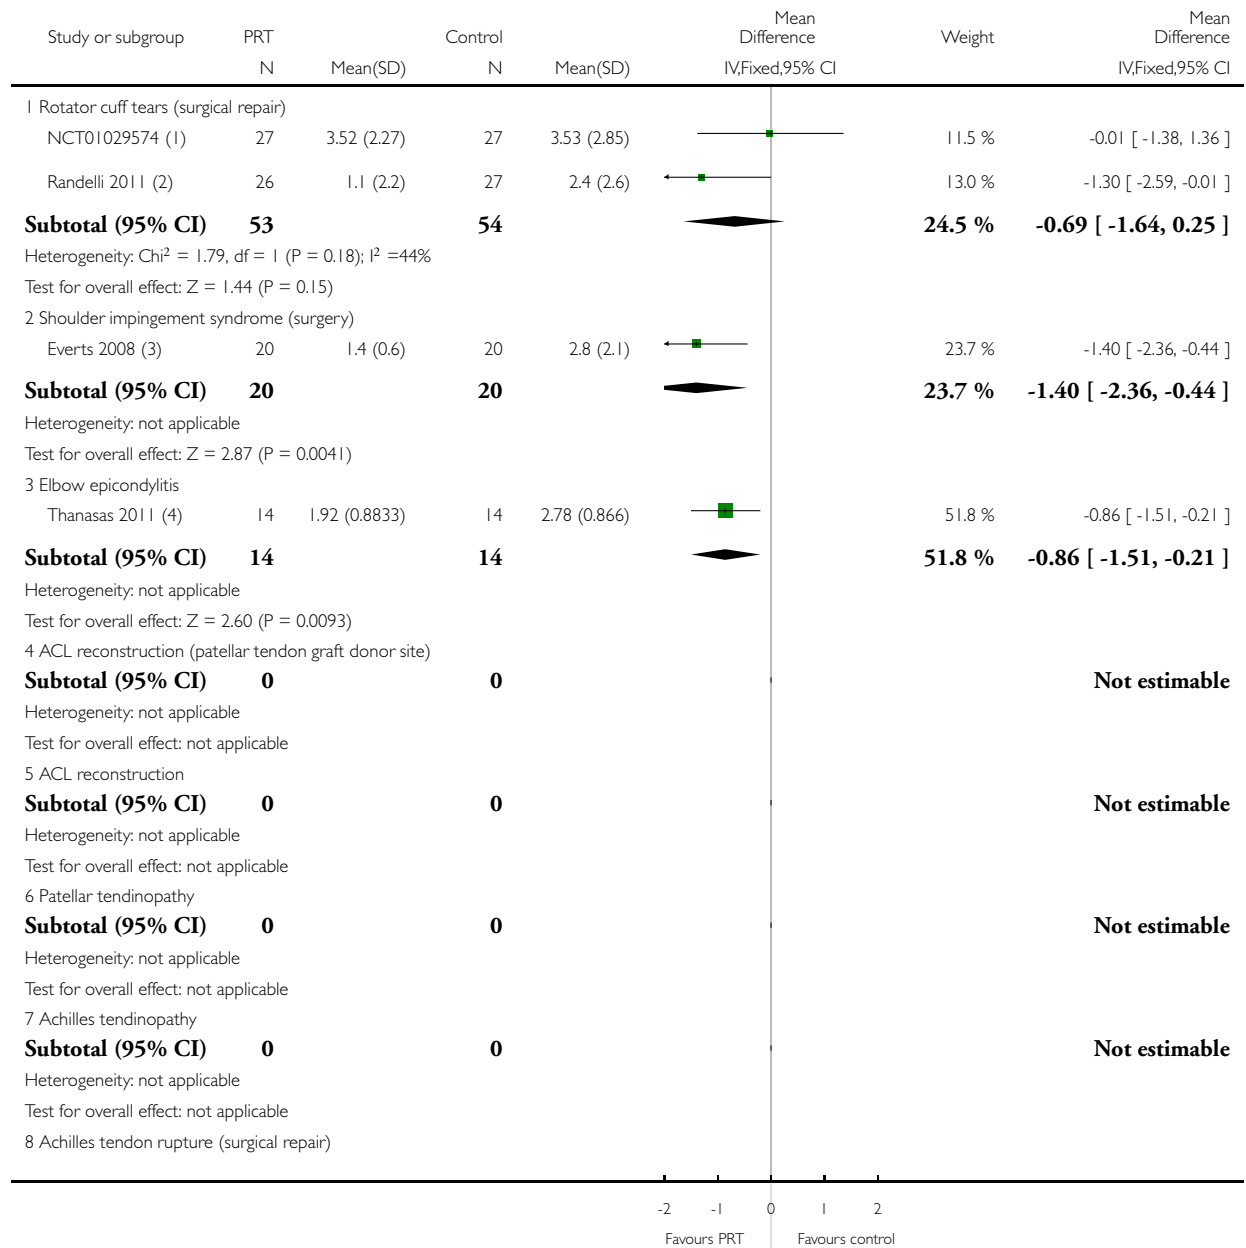 Study or subgroup PRT Control Mean Difference Weight Mean Difference
N Mean(SD) N Mean(SD) IV,Fixed,95% CI IV,Fixed,95% CI
1 Rotator cuff tears (surgical repair)
NCT01029574 (1) 27 3.52 (2.27) 27 3.53 (2.85) 11.5 % -0.01 [ -1.38, 1.36 ]
Randelli 2011 (2) 26 1.1 (2.2) 27 2.4 (2.6) 13.0 % -1.30 [ -2.59, -0.01 ]
Subtotal (95% CI) 53 54 24.5 % -0.69 [ -1.64, 0.25 ]
Heterogeneity: Chi² = 1.79, df = 1 (P = 0.18); I² =44%
Test for overall effect: Z = 1.44 (P = 0.15)
2 Shoulder impingement syndrome (surgery)
Everts 2008 (3) 20 1.4 (0.6) 20 2.8 (2.1) 23.7 % -1.40 [ -2.36, -0.44 ]
Subtotal (95% CI) 20 20 23.7 % -1.40 [ -2.36, -0.44 ]
Heterogeneity: not applicable
Test for overall effect: Z = 2.87 (P = 0.0041)
3 Elbow epicondylitis
Thanasas 2011 (4) 14 1.92 (0.8833) 14 2.78 (0.866) 51.8 % -0.86 [ -1.51, -0.21 ]
Subtotal (95% CI) 14 14 51.8 % -0.86 [ -1.51, -0.21 ]
Heterogeneity: not applicable
Test for overall effect: Z = 2.60 (P = 0.0093)
4 ACL reconstruction (patellar tendon graft donor site)
Subtotal (95% CI) 0 0 Not estimable
Heterogeneity: not applicable
Test for overall effect: not applicable
5 ACL reconstruction
Subtotal (95% CI) 0 0 Not estimable
Heterogeneity: not applicable
Test for overall effect: not applicable
6 Patellar tendinopathy
Subtotal (95% CI) 0 0 Not estimable
Heterogeneity: not applicable
Test for overall effect: not applicable
7 Achilles tendinopathy
Subtotal (95% CI) 0 0 Not estimable
Heterogeneity: not applicable
Test for overall effect: not applicable
8 Achilles tendon rupture (surgical repair)
-2 -1 0 1 2
Favours PRT Favours control